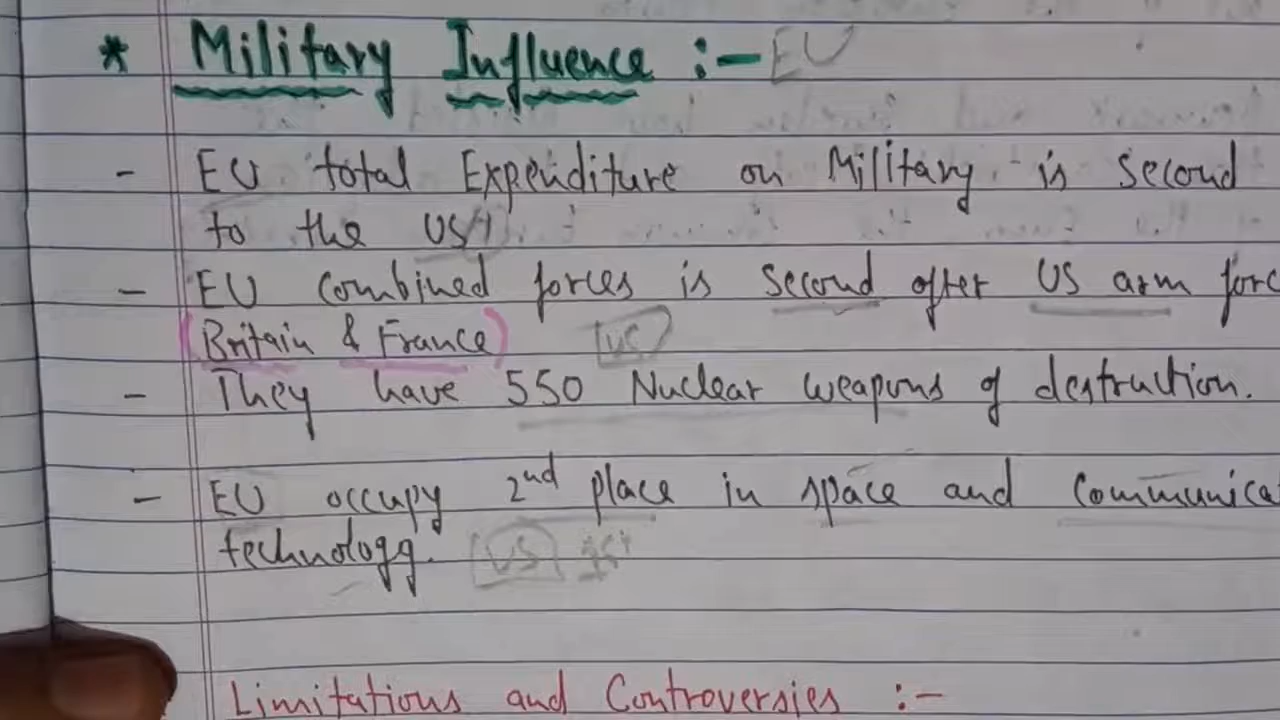 * Military Influence :- EU
- EU total Expenditure on Military is second
to the US
- EU combined forces is second after US arm forc
(Britain & France) US
- They have 550 Nuclear weapons of destruction.
- EU occupy 2nd place in space and Communica
technology. US
Limitations and Controversies :-